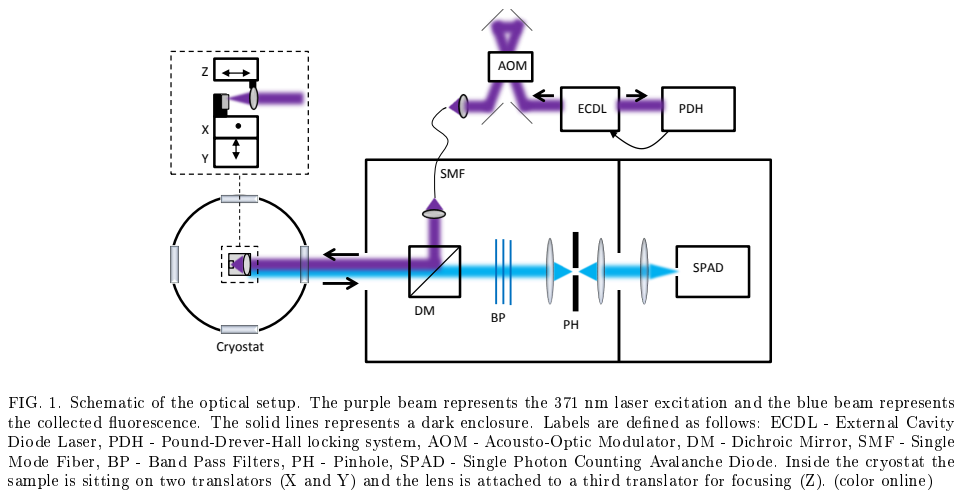 Z
X
Y
AOM
ECDL
PDH
SMF
SPAD
DM
BP
PH
Cryostat
FIG. 1. Schematic of the optical setup. The purple beam represents the 371 nm laser excitation and the blue beam represents
the collected fluorescence. The solid lines represents a dark enclosure. Labels are defined as follows: ECDL - External Cavity
Diode Laser, PDH - Pound-Drever-Hall locking system, AOM - Acousto-Optic Modulator, DM - Dichroic Mirror, SMF - Single
Mode Fiber, BP - Band Pass Filters, PH - Pinhole, SPAD - Single Photon Counting Avalanche Diode. Inside the cryostat the
sample is sitting on two translators (X and Y) and the lens is attached to a third translator for focusing (Z). (color online)